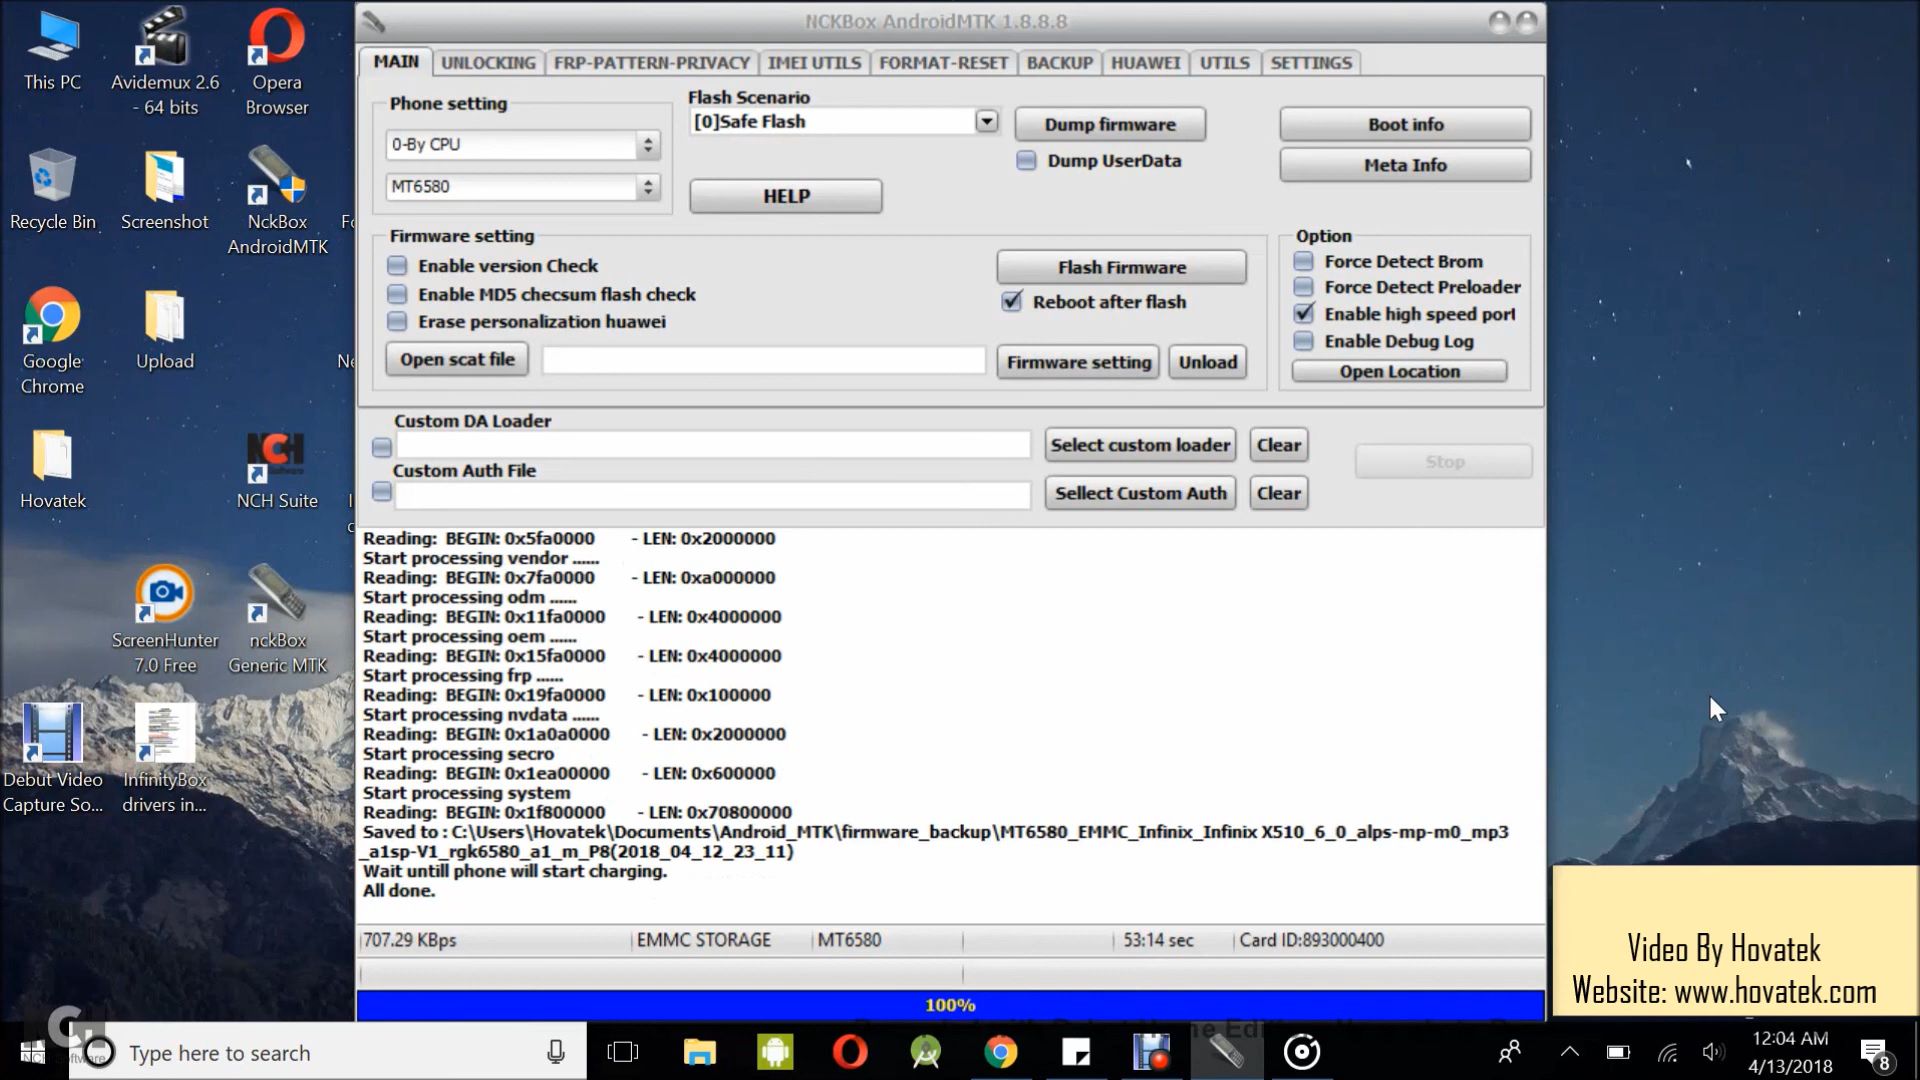 NCKBox AndroidMTK 1.8.8.8
MAIN
UNLOCKING
FRP-PATTERN-PRIVACY
IMEI UTILS
FORMAT-RESET
BACKUP
HUAWEI
UTILS
SETTINGS
This PC
Avidemux 2.6
- 64 bits
Opera
Browser
Recycle Bin
Screenshot
NckBox
AndroidMTK
Google
Chrome
Upload
Hovatek
NCH Suite
ScreenHunter
7.0 Free
nckBox
Generic MTK
Debut Video
Capture So...
InfinityBox
drivers in...
Phone setting
0-By CPU
MT6580
Flash Scenario
[0]Safe Flash
HELP
Dump firmware
Dump UserData
Boot info
Meta Info
Firmware setting
Enable version Check
Enable MD5 checsum flash check
Erase personalization huawei
Open scat file
Flash Firmware
Reboot after flash
Firmware setting
Unload
Option
Force Detect Brom
Force Detect Preloader
Enable high speed port
Enable Debug Log
Open Location
Custom DA Loader
Select custom loader
Clear
Custom Auth File
Sellect Custom Auth
Clear
Stop
Reading: BEGIN: 0x5fa0000 - LEN: 0x2000000
Start processing vendor ......
Reading: BEGIN: 0x7fa0000 - LEN: 0xa000000
Start processing odm ......
Reading: BEGIN: 0x11fa0000 - LEN: 0x4000000
Start processing oem ......
Reading: BEGIN: 0x15fa0000 - LEN: 0x4000000
Start processing frp ......
Reading: BEGIN: 0x19fa0000 - LEN: 0x100000
Start processing nvdata ......
Reading: BEGIN: 0x1a0a0000 - LEN: 0x2000000
Start processing secro
Reading: BEGIN: 0x1ea00000 - LEN: 0x600000
Start processing system
Reading: BEGIN: 0x1f800000 - LEN: 0x70800000
Saved to : C:\Users\Hovatek\Documents\Android_MTK\firmware_backup\MT6580_EMMC_Infinix_Infinix X510_6_0_alps-mp-m0_mp3
_a1sp-V1_rgk6580_a1_m_P8(2018_04_12_23_11)
Wait untill phone will start charging.
All done.
707.29 KBps
EMMC STORAGE
MT6580
53:14 sec
Card ID:893000400
100%
Video By Hovatek
Website: www.hovatek.com
Type here to search
12:04 AM
4/13/2018
8